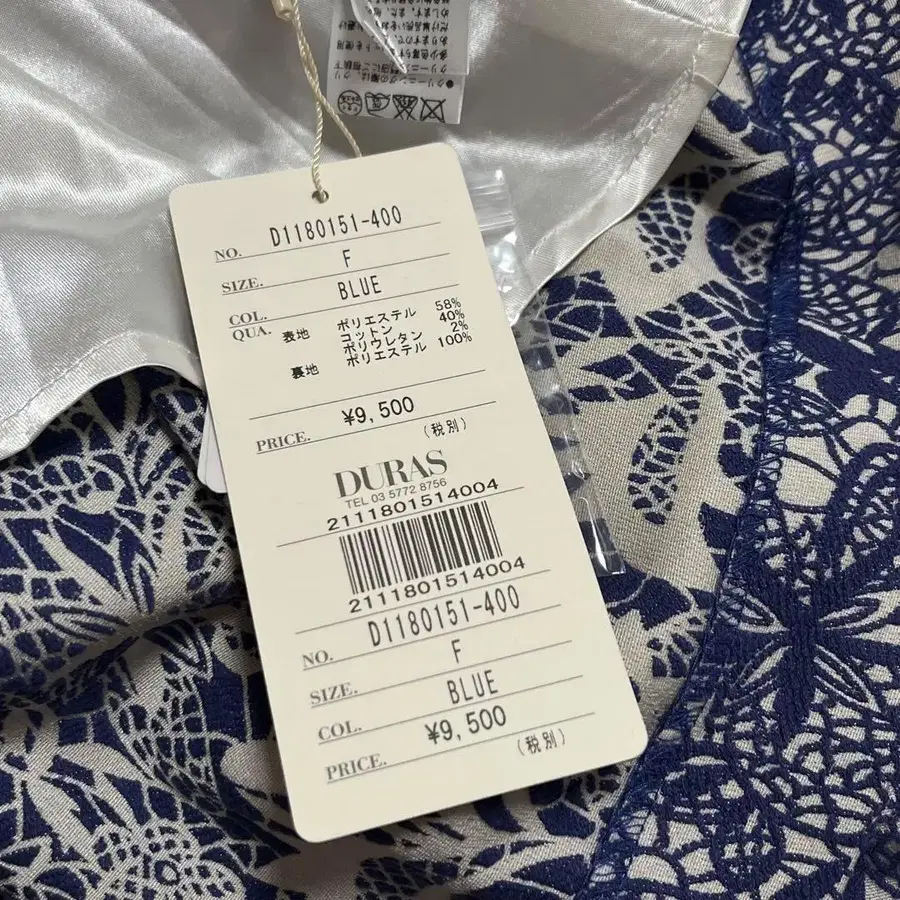 NO. D1180151-400
SIZE. F
COL. BLUE
QUA. 表地 ポリエステル 58%
コットン 40%
ポリウレタン 2%
裏地 ポリエステル 100%
PRICE. ¥9,500
(税別)
DURAS
TEL 03 5772 8756
2111801514004
2111801514004
NO. D1180151-400
SIZE. F
COL. BLUE
PRICE. ¥9,500
(税別)